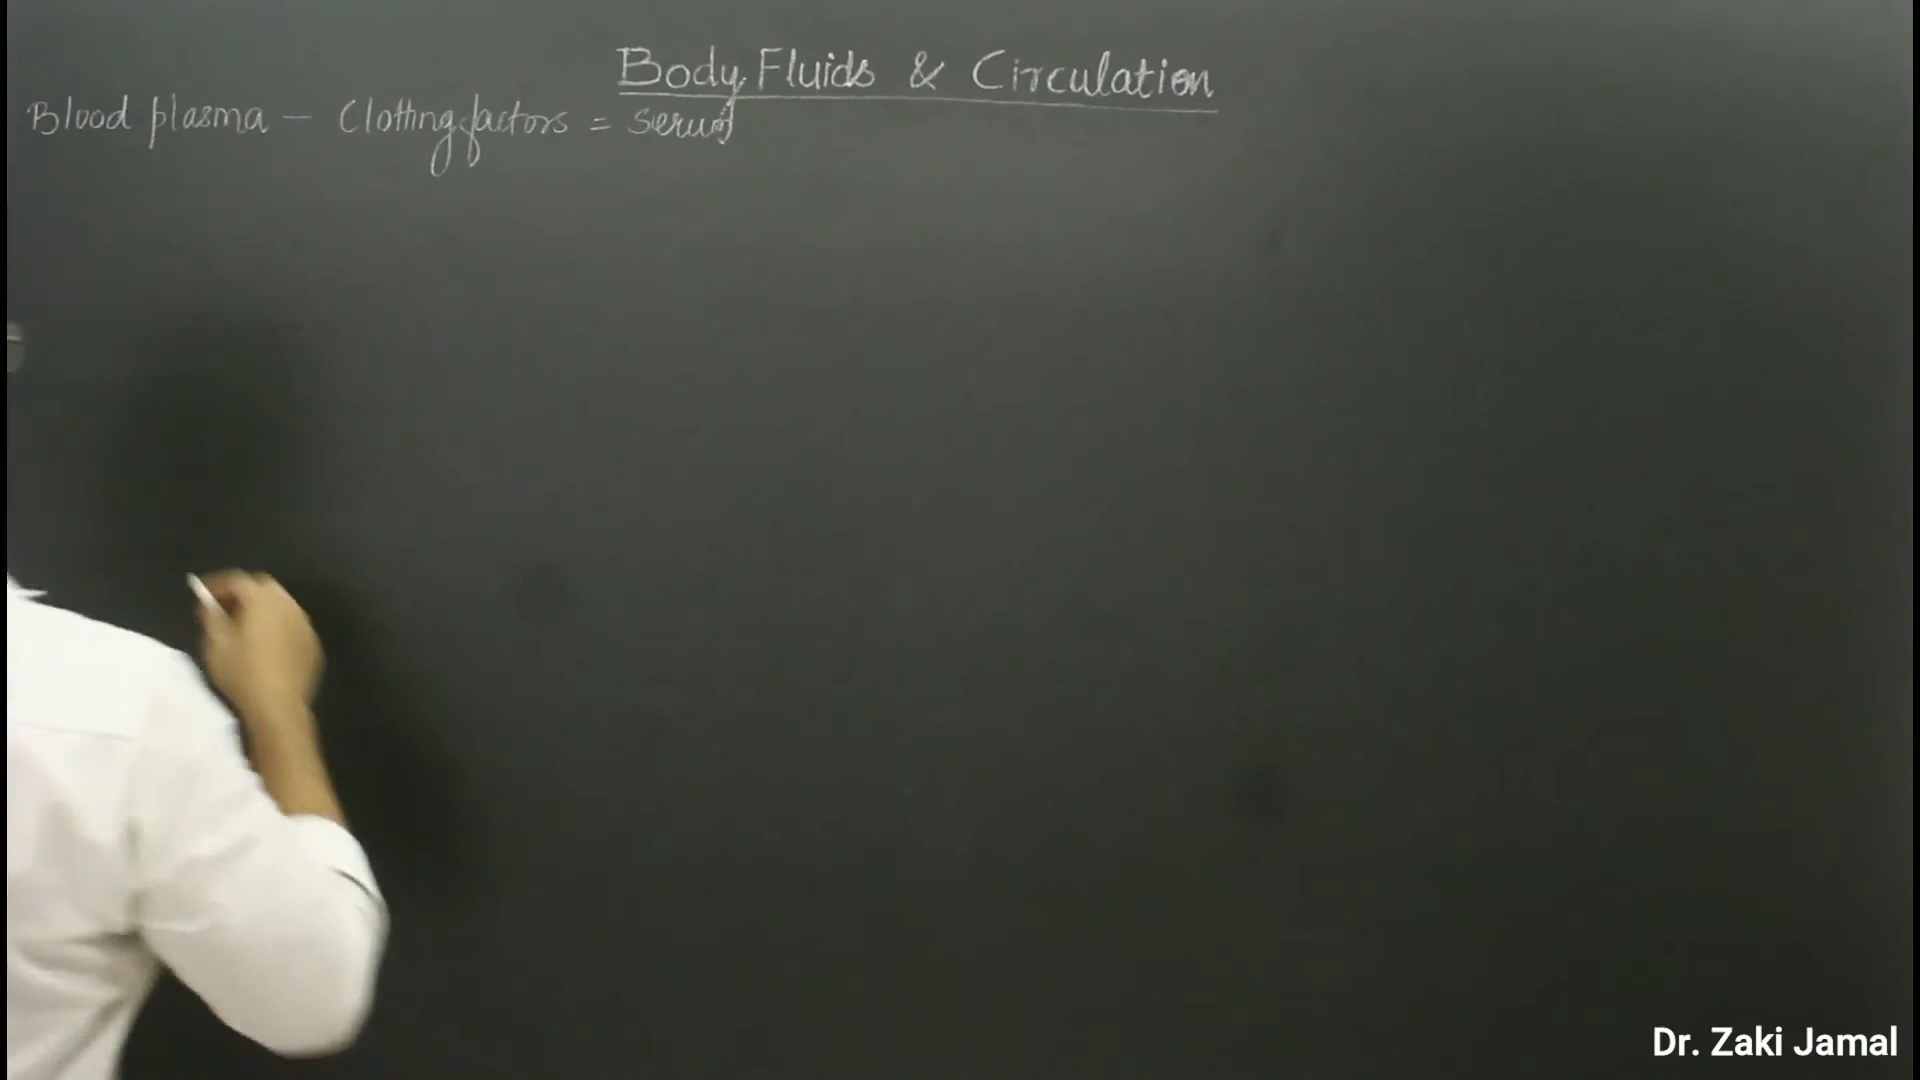 Body Fluids & Circulation
Blood plasma - Clotting factors = serum
Dr. Zaki Jamal